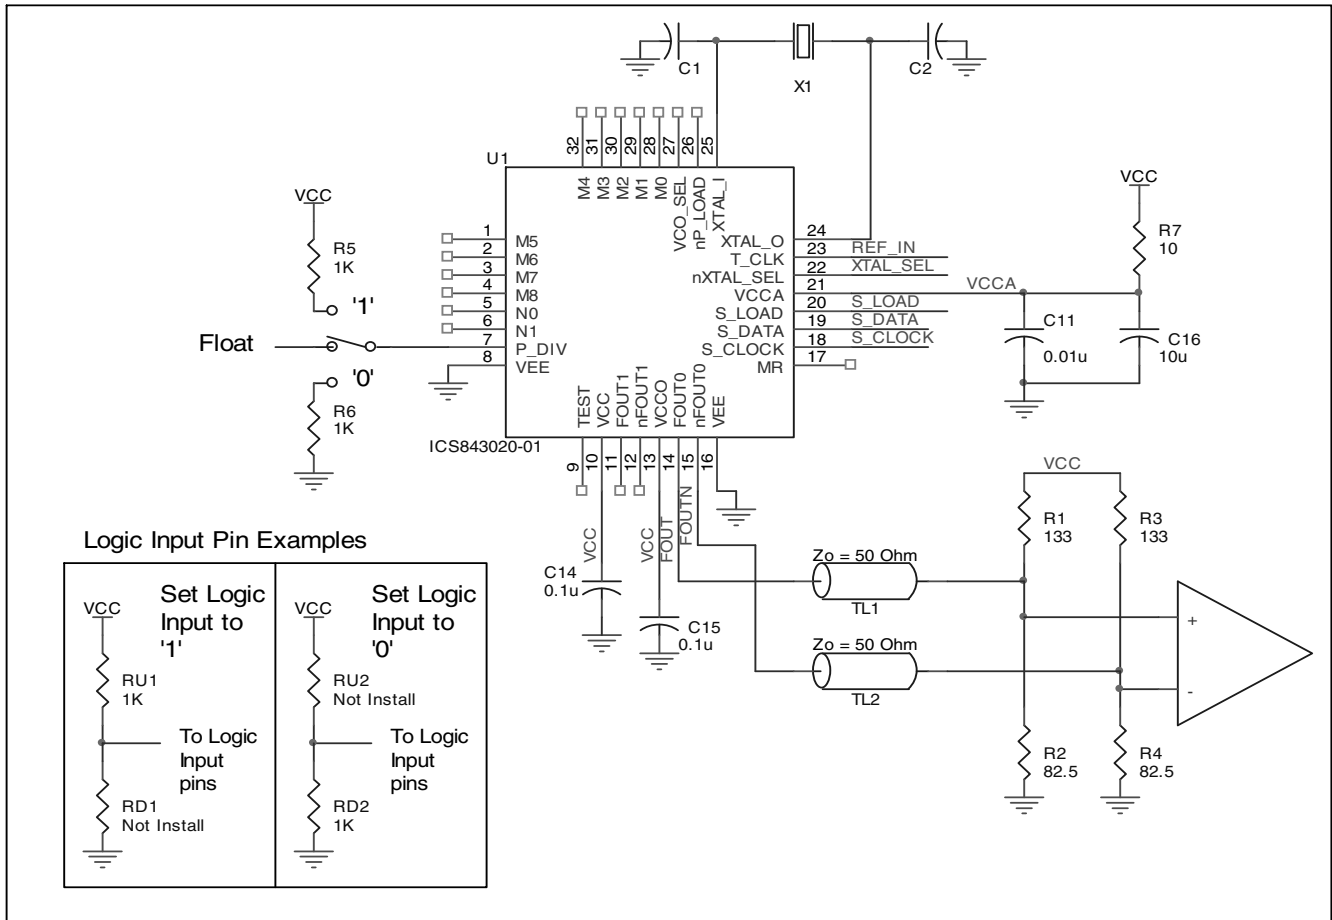 C1
X1
C2
32
31
30
29
28
27
26
25
U1
M4
M3
M2
M1
M0
VCO_SEL
nP_LOAD
XTAL_I
VCC
R5
1K
'1'
Float
'0'
R6
1K
1
2
3
4
5
6
7
8
M5
M6
M7
M8
N0
N1
P_DIV
VEE
XTAL_O
T_CLK
nXTAL_SEL
VCCA
S_LOAD
S_DATA
S_CLOCK
MR
24
23
22
21
20
19
18
17
REF_IN
XTAL_SEL
VCCA
S_LOAD
S_DATA
S_CLOCK
VCC
R7
10
C11
0.01u
C16
10u
TEST
VCC
FOUT1
nFOUT1
VCCO
FOUT0
nFOUT0
VEE
ICS843020-01
9
10
11
12
13
14
15
16
VCC
VCC
FOUT
FOUTN
C14
0.1u
C15
0.1u
Zo = 50 Ohm
TL1
Zo = 50 Ohm
TL2
VCC
R1
133
R3
133
+
-
R2
82.5
R4
82.5
Logic Input Pin Examples
VCC
Set Logic
Input to
'1'
RU1
1K
To Logic
Input
pins
RD1
Not Install
VCC
Set Logic
Input to
'0'
RU2
Not Install
To Logic
Input
pins
RD2
1K